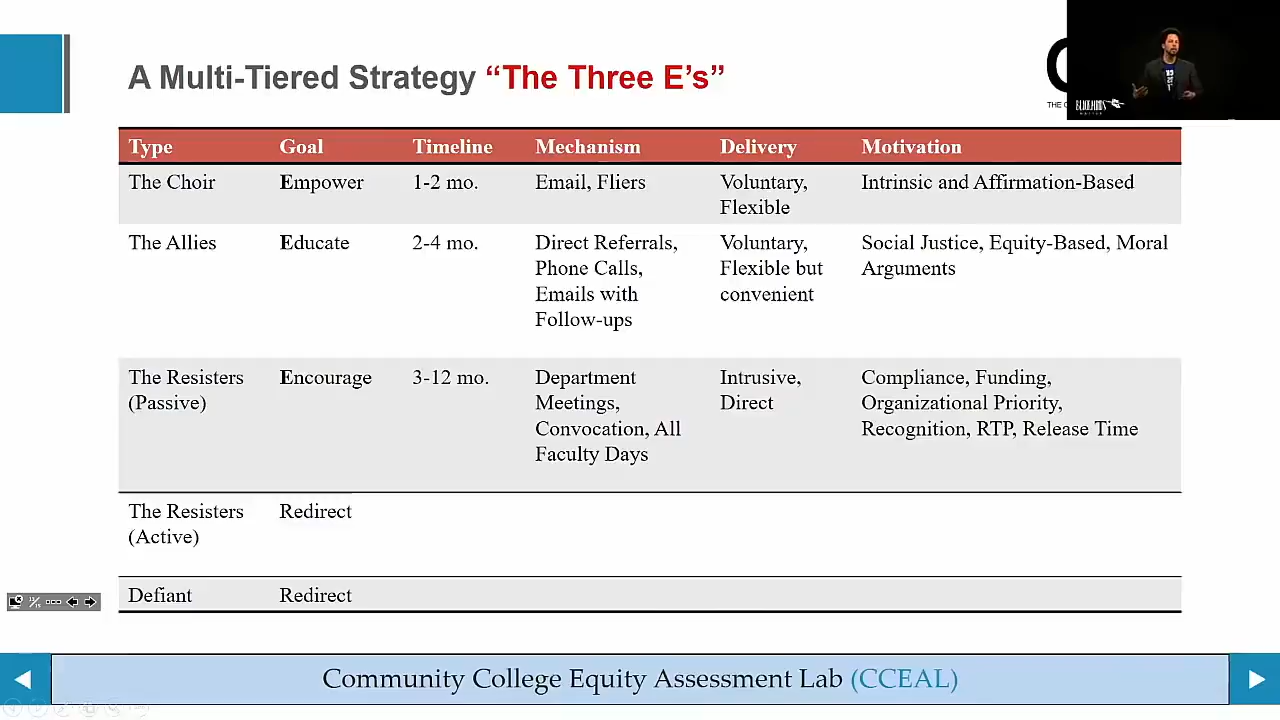 A Multi-Tiered Strategy “The Three E’s”
THE
Type Goal Timeline Mechanism Delivery Motivation
The Choir Empower 1-2 mo. Email, Fliers Voluntary, Intrinsic and Affirmation-Based
Flexible
The Allies Educate 2-4 mo. Direct Referrals, Voluntary, Social Justice, Equity-Based, Moral
Phone Calls, Flexible but Arguments
Emails with convenient
Follow-ups
The Resisters Encourage 3-12 mo. Department Intrusive, Compliance, Funding,
(Passive) Meetings, Direct Organizational Priority,
Convocation, All Recognition, RTP, Release Time
Faculty Days
The Resisters Redirect
(Active)
Defiant Redirect
Community College Equity Assessment Lab (CCEAL)